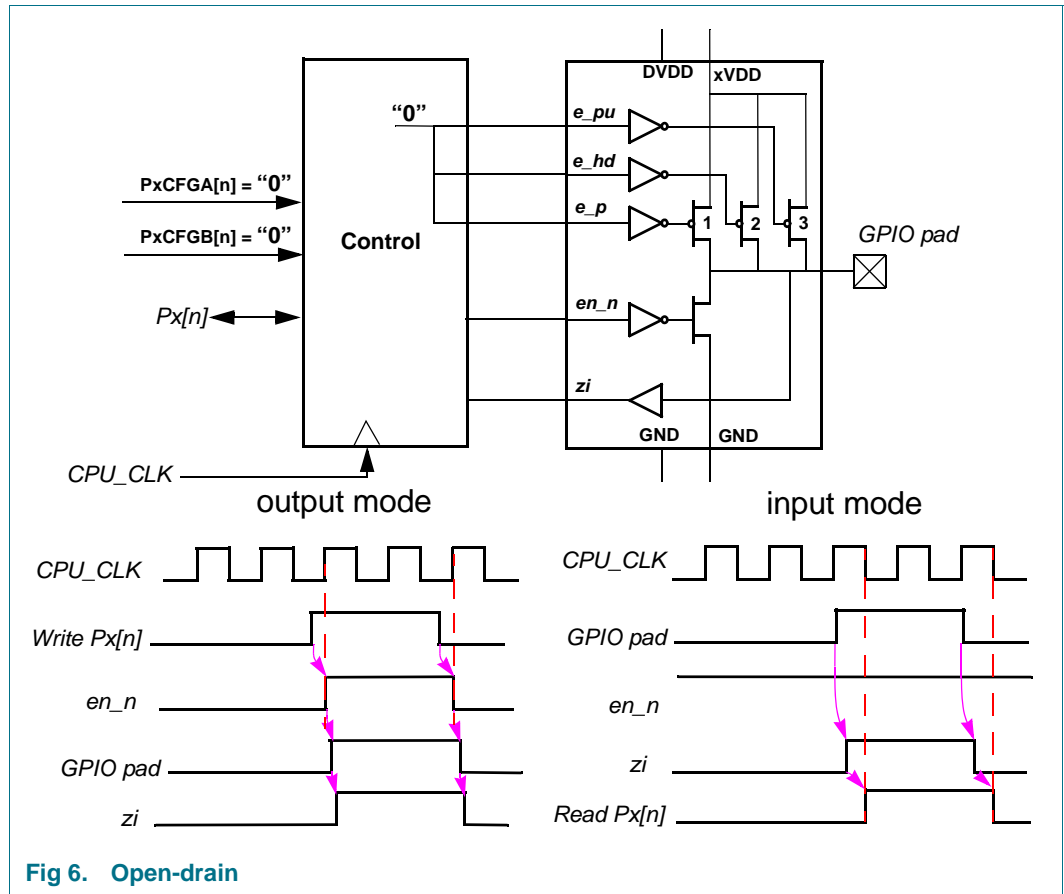 DVDD xVDD
“0”
e_pu
e_hd
PxCFGA[n] = “0”
e_p
1 2 3
GPIO pad
Control
PxCFGB[n] = “0”
Px[n]
en_n
zi
GND GND
CPU_CLK
output mode
input mode
CPU_CLK
Write Px[n]
en_n
GPIO pad
zi
CPU_CLK
GPIO pad
en_n
zi
Read Px[n]
Fig 6. Open-drain